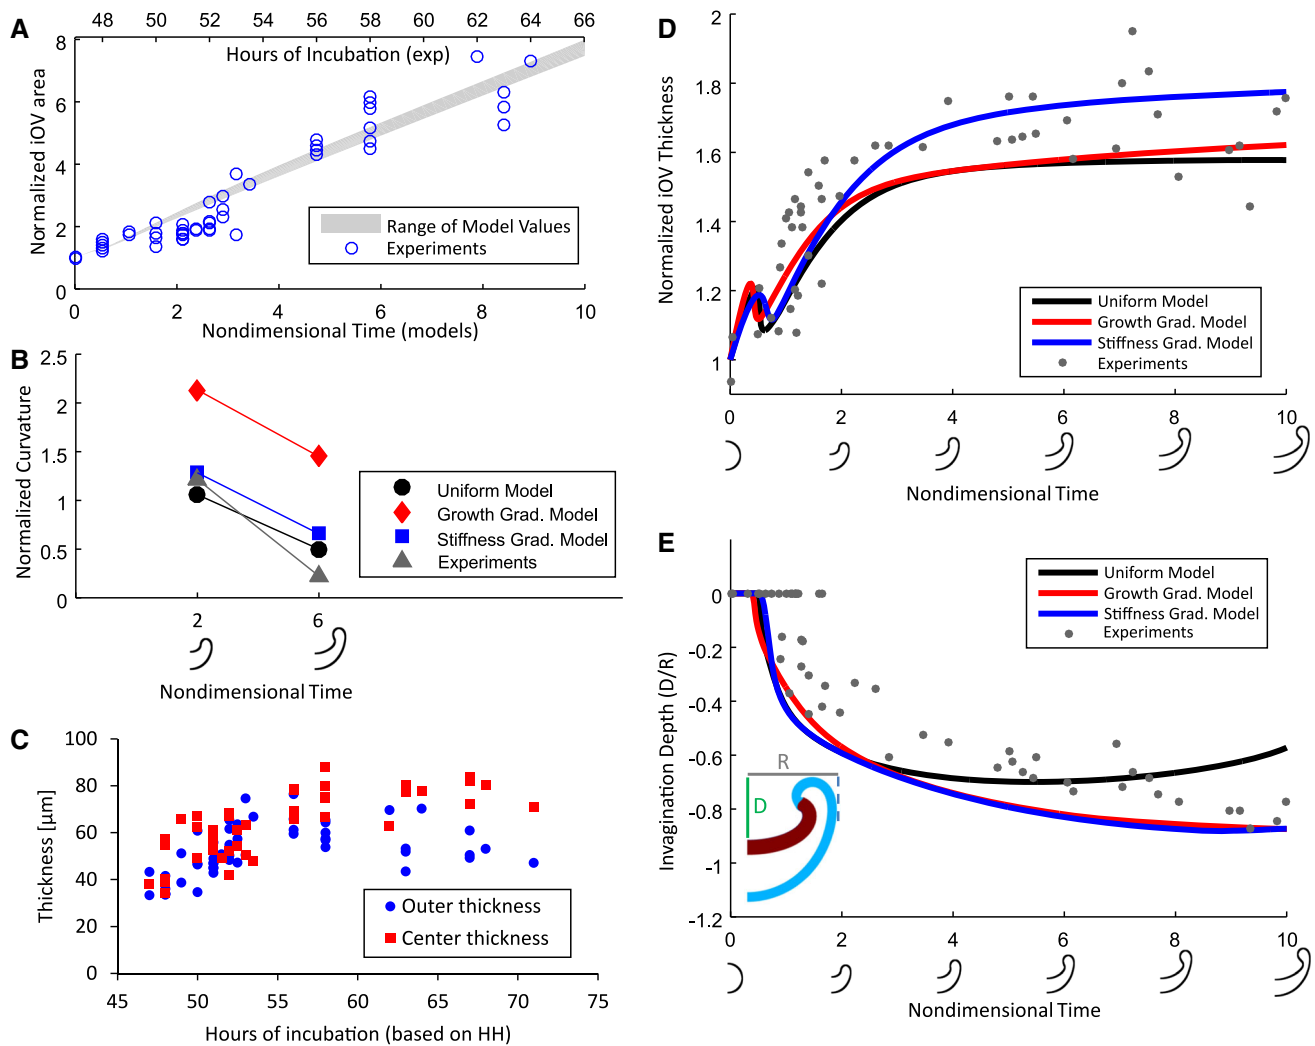 A
48 50 52 54 56 58 60 62 64 66
Hours of Incubation (exp)
Normalized iOV area
8
6
4
2
0
Range of Model Values
Experiments
0 2 4 6 8 10
Nondimensional Time (models)
B
Normalized Curvature
2.5
2
1.5
1
0.5
0
Uniform Model
Growth Grad. Model
Stiffness Grad. Model
Experiments
2 6
Nondimensional Time
C
Thickness [µm]
100
80
60
40
20
0
Outer thickness
Center thickness
45 50 55 60 65 70 75
Hours of incubation (based on HH)
D
Normalized iOV Thickness
2
1.8
1.6
1.4
1.2
1
Uniform Model
Growth Grad. Model
Stiffness Grad. Model
Experiments
0 2 4 6 8 10
Nondimensional Time
E
Invagination Depth (D/R)
0
-0.2
-0.4
-0.6
-0.8
-1
-1.2
Uniform Model
Growth Grad. Model
Stiffness Grad. Model
Experiments
R
D
0 2 4 6 8 10
Nondimensional Time